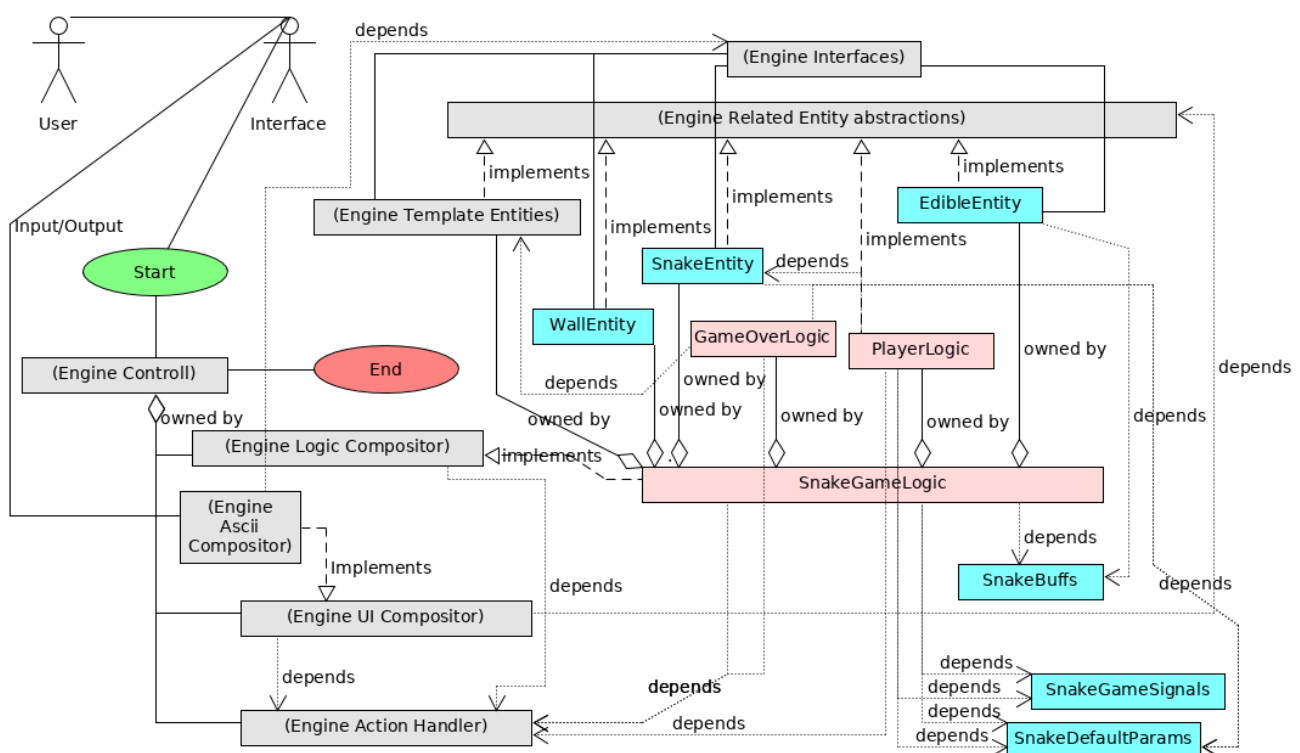 depends
(Engine Interfaces)
User
Interface
(Engine Related Entity abstractions)
implements
implements
implements
EdibleEntity
(Engine Template Entities)
Input/Output
implements
implements
SnakeEntity
depends
Start
WallEntity
GameOverLogic
PlayerLogic
owned by
(Engine Controll)
End
depends
owned by
depends
owned by
owned by
owned by
owned by
owned by
depends
(Engine Logic Compositor)
implements
SnakeGameLogic
(Engine
Ascii
Compositor)
depends
Implements
depends
SnakeBuffs
depends
(Engine UI Compositor)
depends
depends
depends
depends
SnakeGameSignals
depends
(Engine Action Handler)
depends
SnakeDefaultParams